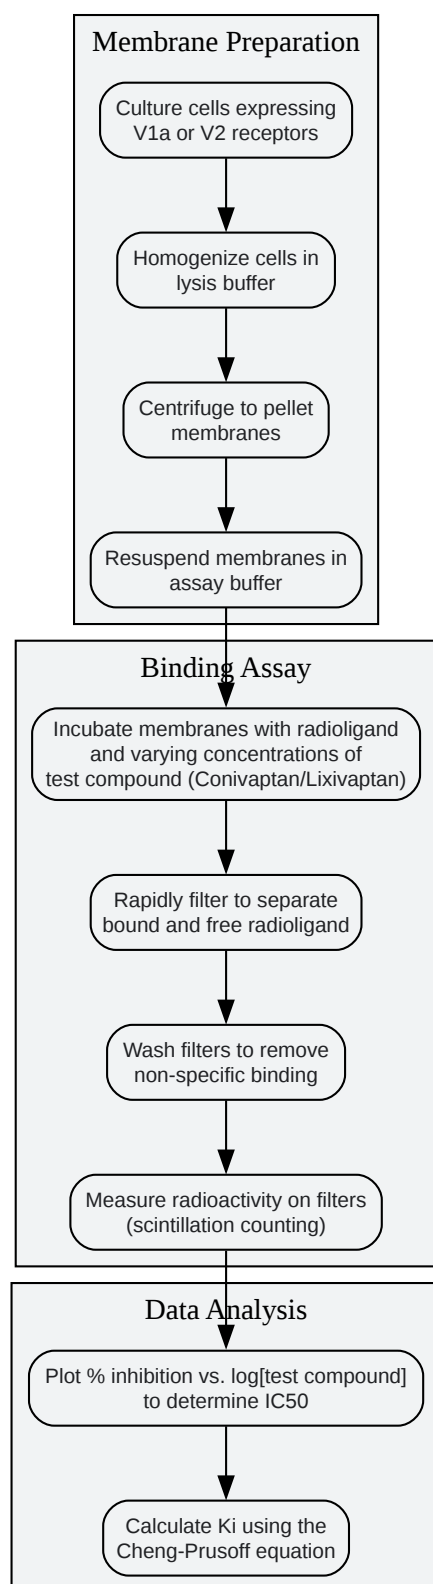 Membrane Preparation
Culture cells expressing
V1a or V2 receptors
Homogenize cells in
lysis buffer
Centrifuge to pellet
membranes
Resuspend membranes in
assay buffer
Binding Assay
Incubate membranes with radioligand
and varying concentrations of
test compound (Conivaptan/Lixivaptan)
Rapidly filter to separate
bound and free radioligand
Wash filters to remove
non-specific binding
Measure radioactivity on filters
(scintillation counting)
Data Analysis
Plot % inhibition vs. log[test compound]
to determine IC50
Calculate Ki using the
Cheng-Prusoff equation